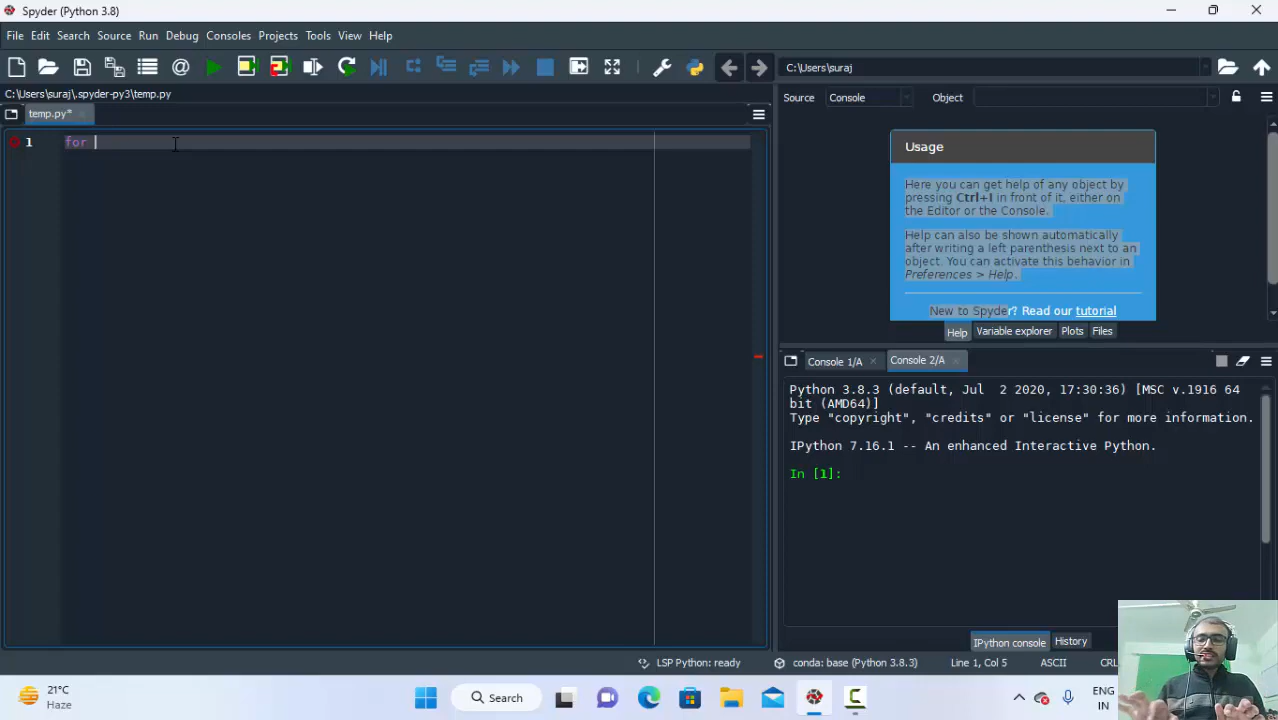 Spyder (Python 3.8)
File Edit Search Source Run Debug Consoles Projects Tools View Help
C:\Users\suraj
C:\Users\suraj\.spyder-py3\temp.py
Source Console Object
temp.py*
1 for
Usage
Here you can get help of any object by
pressing Ctrl+I in front of it, either on
the Editor or the Console.
Help can also be shown automatically
after writing a left parenthesis next to an
object. You can activate this behavior in
Preferences > Help.
New to Spyder? Read our tutorial
Help Variable explorer Plots Files
Console 1/A Console 2/A
Python 3.8.3 (default, Jul 2 2020, 17:30:36) [MSC v.1916 64
bit (AMD64)]
Type "copyright", "credits" or "license" for more information.
IPython 7.16.1 -- An enhanced Interactive Python.
In [1]:
IPython console History
LSP Python: ready conda: base (Python 3.8.3) Line 1, Col 5 ASCII CRL
21°C
Haze
Search
ENG
IN